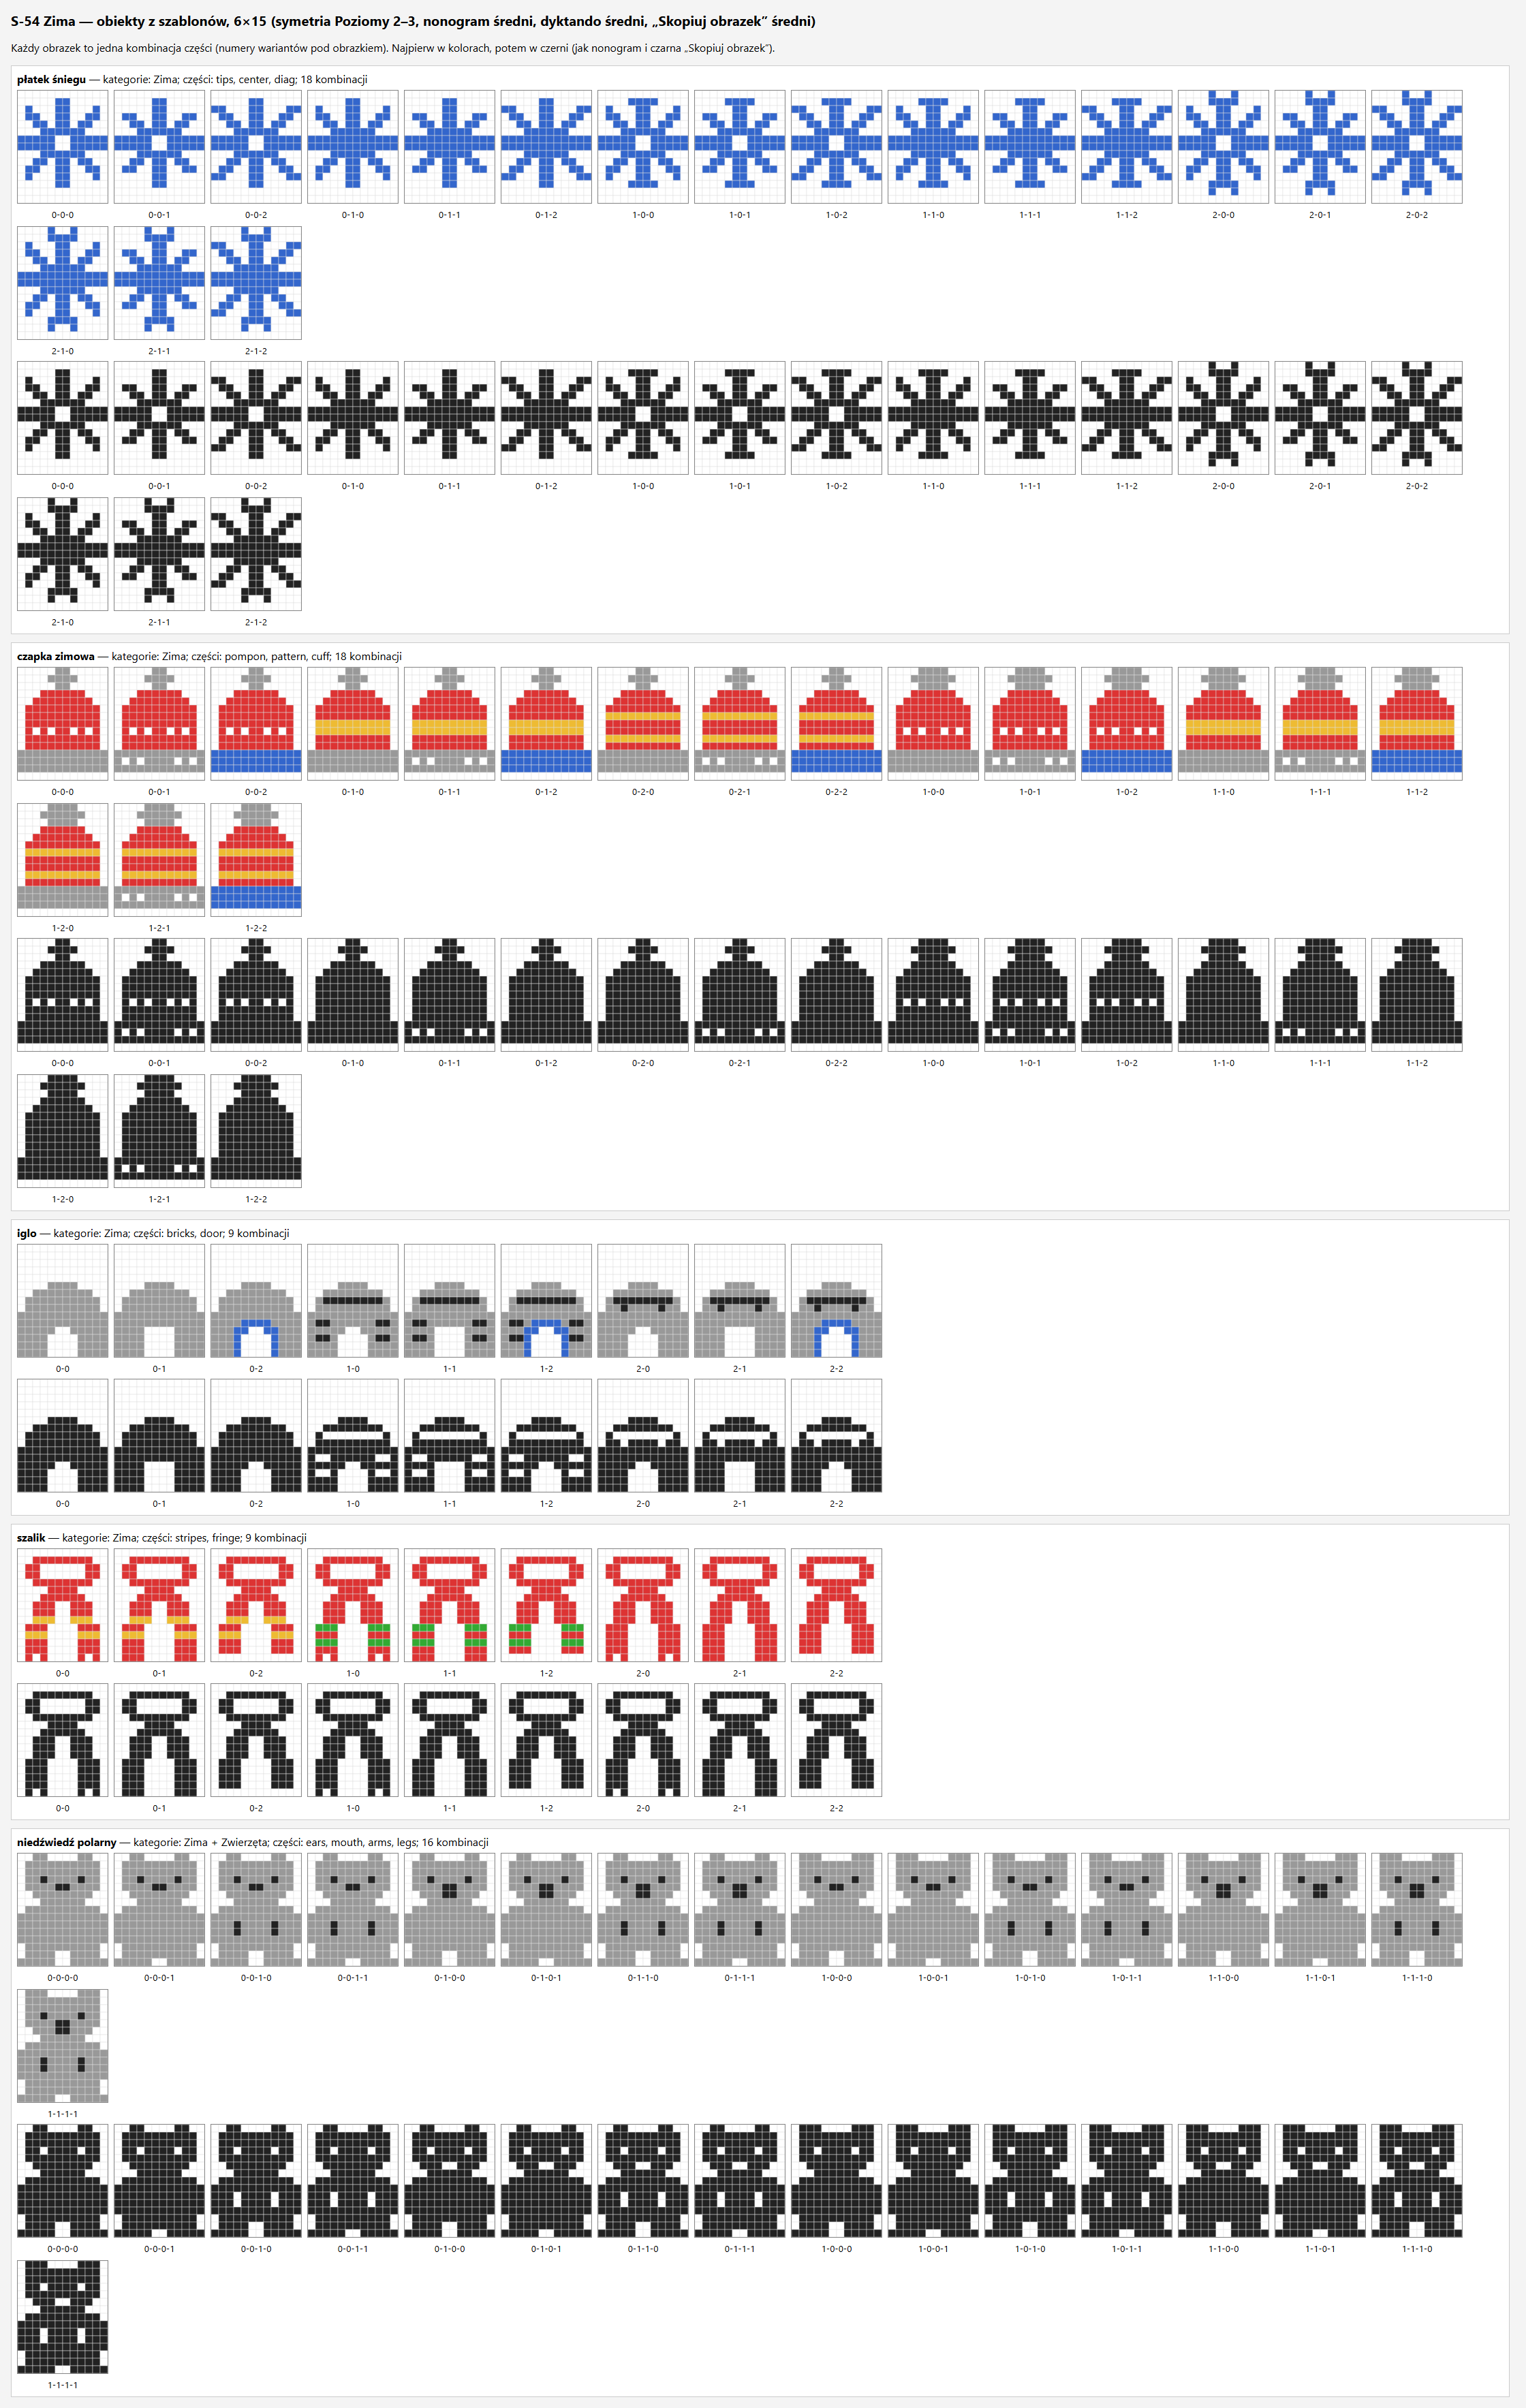 S-54 Zima — obiekty z szablonów, 6×15 (symetria Poziomy 2–3, nonogram średni, dyktando średni, „Skopiuj obrazek” średni)
Każdy obrazek to jedna kombinacja części (numery wariantów pod obrazkiem). Najpierw w kolorach, potem w czerni (jak nonogram i czarna „Skopiuj obrazek”).
płatek śniegu — kategorie: Zima; części: tips, center, diag; 18 kombinacji
0-0-0 0-0-1 0-0-2 0-1-0 0-1-1 0-1-2 1-0-0 1-0-1 1-0-2 1-1-0 1-1-1 1-1-2 2-0-0 2-0-1 2-0-2
2-1-0 2-1-1 2-1-2
0-0-0 0-0-1 0-0-2 0-1-0 0-1-1 0-1-2 1-0-0 1-0-1 1-0-2 1-1-0 1-1-1 1-1-2 2-0-0 2-0-1 2-0-2
2-1-0 2-1-1 2-1-2
czapka zimowa — kategorie: Zima; części: pompon, pattern, cuff; 18 kombinacji
0-0-0 0-0-1 0-0-2 0-1-0 0-1-1 0-1-2 0-2-0 0-2-1 0-2-2 1-0-0 1-0-1 1-0-2 1-1-0 1-1-1 1-1-2
1-2-0 1-2-1 1-2-2
0-0-0 0-0-1 0-0-2 0-1-0 0-1-1 0-1-2 0-2-0 0-2-1 0-2-2 1-0-0 1-0-1 1-0-2 1-1-0 1-1-1 1-1-2
1-2-0 1-2-1 1-2-2
iglo — kategorie: Zima; części: bricks, door; 9 kombinacji
0-0 0-1 0-2 1-0 1-1 1-2 2-0 2-1 2-2
0-0 0-1 0-2 1-0 1-1 1-2 2-0 2-1 2-2
szalik — kategorie: Zima; części: stripes, fringe; 9 kombinacji
0-0 0-1 0-2 1-0 1-1 1-2 2-0 2-1 2-2
0-0 0-1 0-2 1-0 1-1 1-2 2-0 2-1 2-2
niedźwiedź polarny — kategorie: Zima + Zwierzęta; części: ears, mouth, arms, legs; 16 kombinacji
0-0-0-0 0-0-0-1 0-0-1-0 0-0-1-1 0-1-0-0 0-1-0-1 0-1-1-0 0-1-1-1 1-0-0-0 1-0-0-1 1-0-1-0 1-0-1-1 1-1-0-0 1-1-0-1 1-1-1-0
1-1-1-1
0-0-0-0 0-0-0-1 0-0-1-0 0-0-1-1 0-1-0-0 0-1-0-1 0-1-1-0 0-1-1-1 1-0-0-0 1-0-0-1 1-0-1-0 1-0-1-1 1-1-0-0 1-1-0-1 1-1-1-0
1-1-1-1